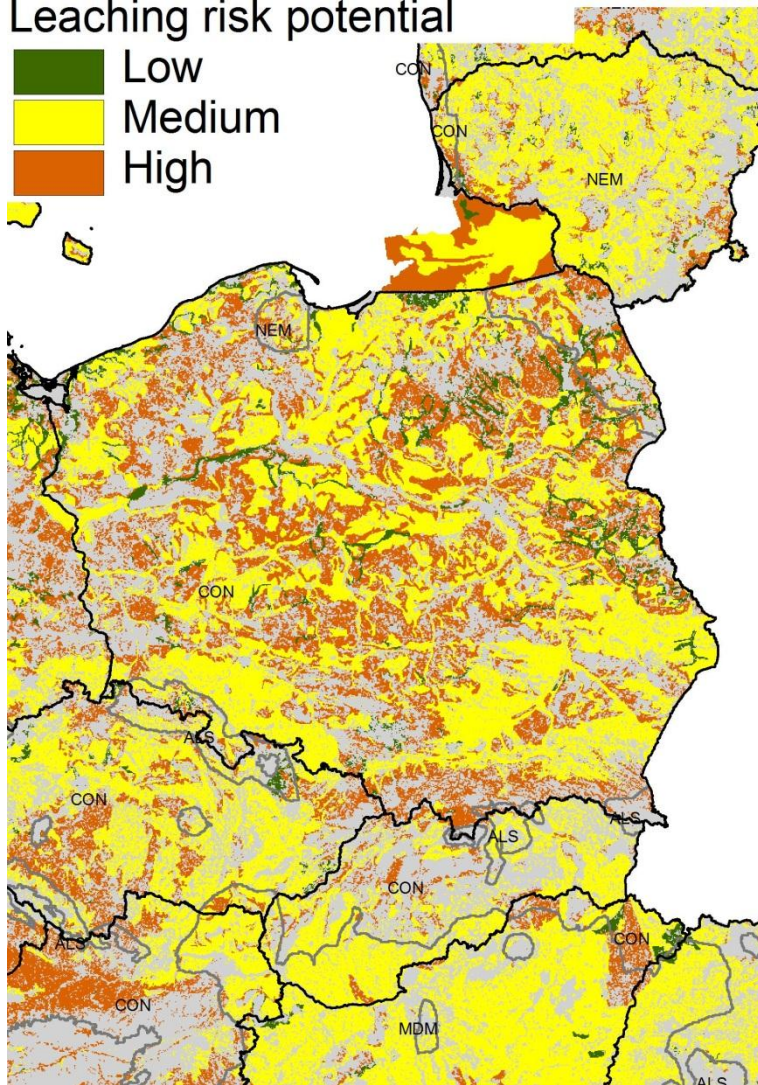 Leaching risk potential
Low
Medium
High
CON
CON
NEM
NEM
CON
ALS
CON
ALS
ALS
CON
ALS
CON
CON
MDM
ALS